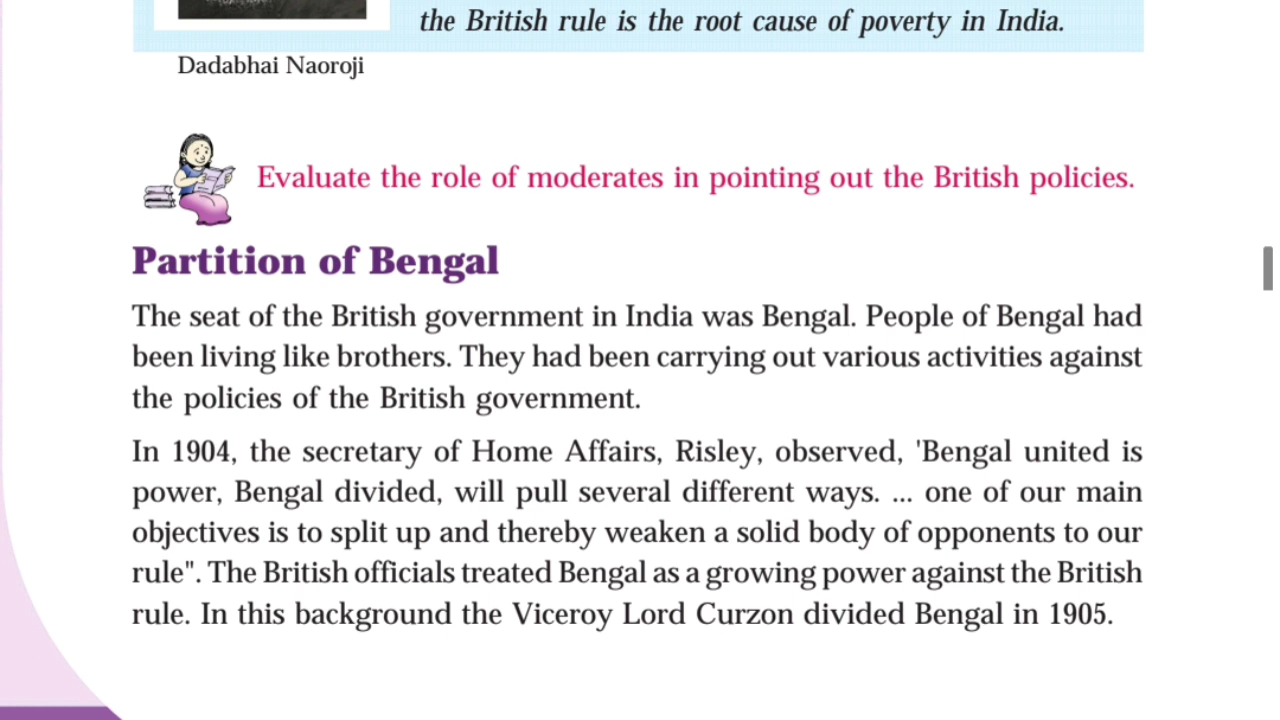 the British rule is the root cause of poverty in India.
Dadabhai Naoroji
Evaluate the role of moderates in pointing out the British policies.
Partition of Bengal
The seat of the British government in India was Bengal. People of Bengal had
been living like brothers. They had been carrying out various activities against
the policies of the British government.
In 1904, the secretary of Home Affairs, Risley, observed, 'Bengal united is
power, Bengal divided, will pull several different ways. ... one of our main
objectives is to split up and thereby weaken a solid body of opponents to our
rule". The British officials treated Bengal as a growing power against the British
rule. In this background the Viceroy Lord Curzon divided Bengal in 1905.